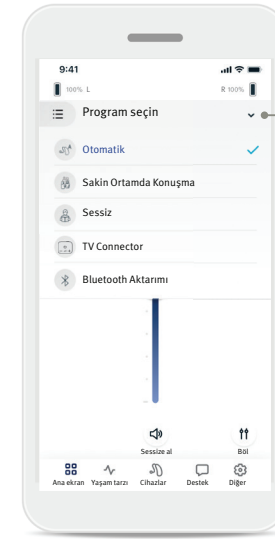 9:41
100% L
R 100%
Program seçin
Otomatik
Sakin Ortamda Konuşma
Sessiz
TV Connector
Bluetooth Aktarımı
Sessize al
Böl
Ana ekran
Yaşam tarzı
Cihazlar
Destek
Diğer